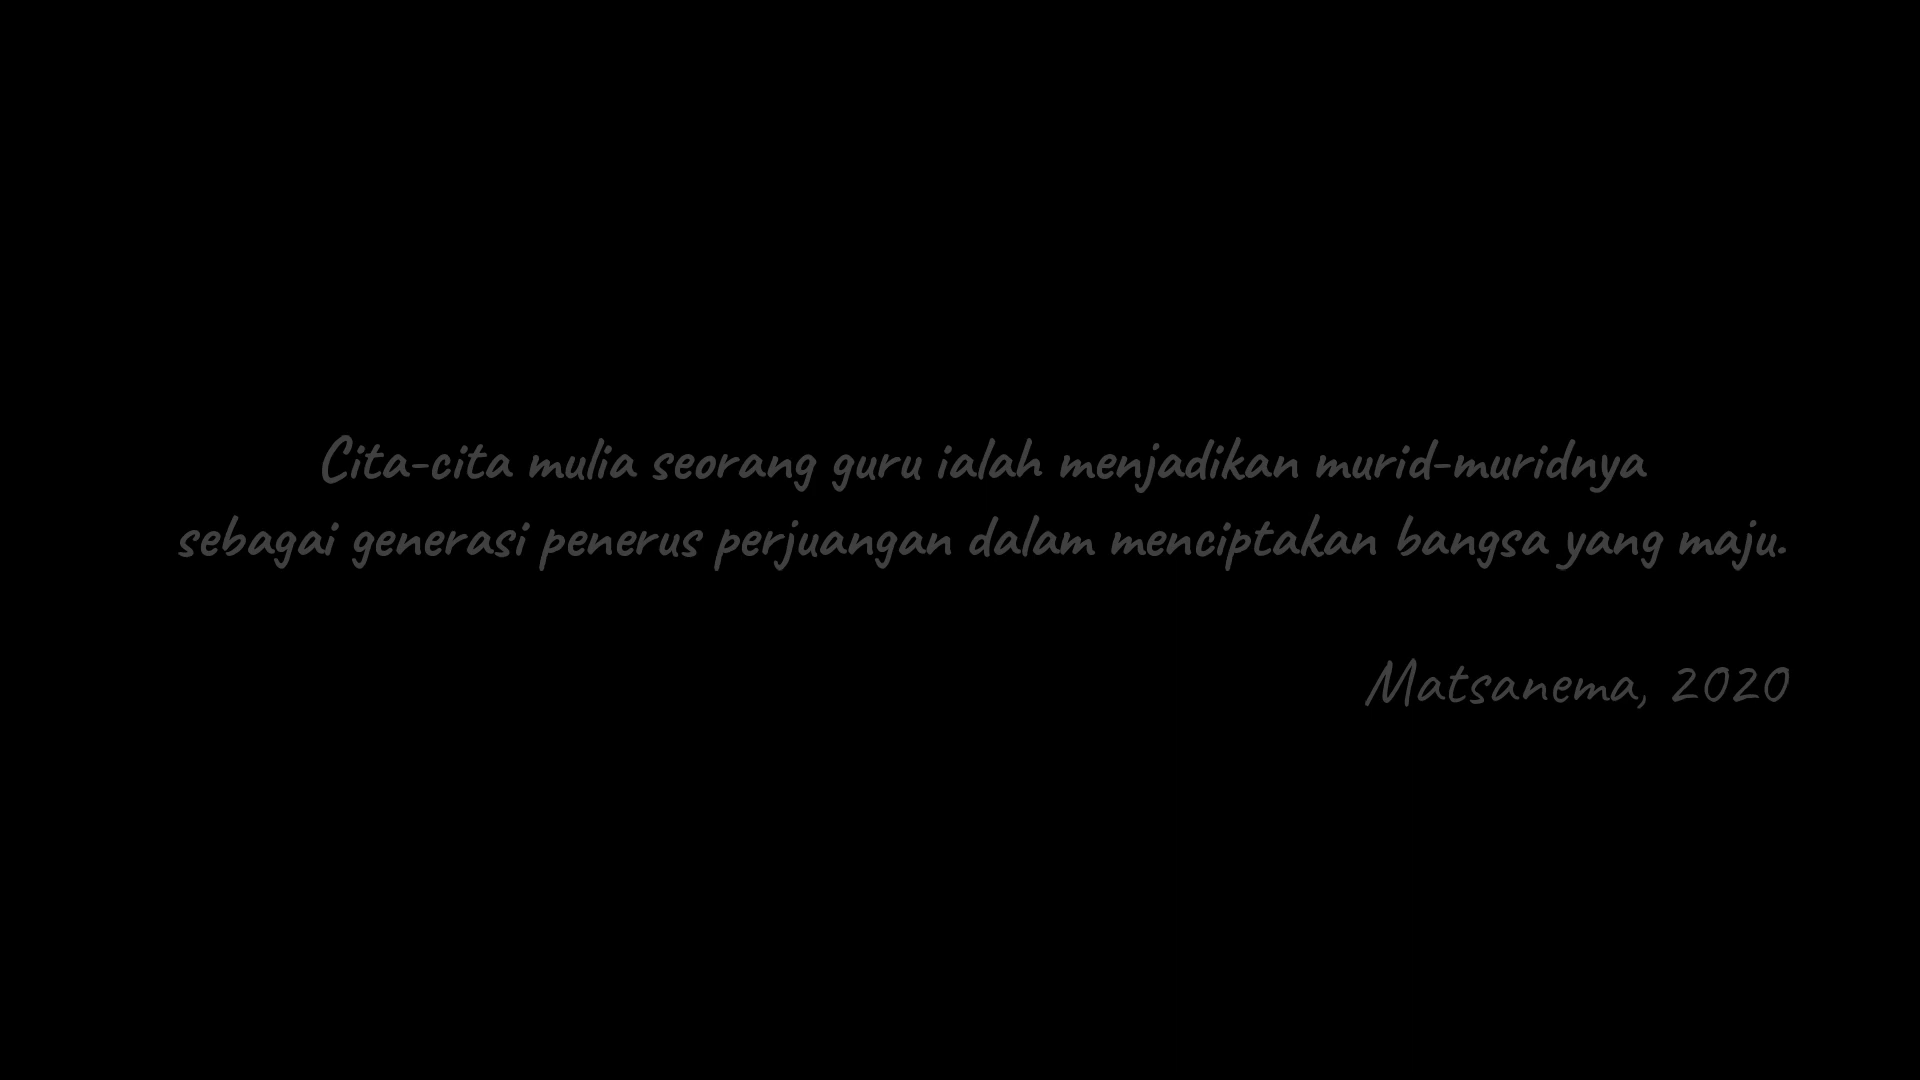 Cita-cita mulia seorang guru ialah menjadikan murid-muridnya
sebagai generasi penerus perjuangan dalam menciptakan bangsa yang maju.
Matsanema, 2020